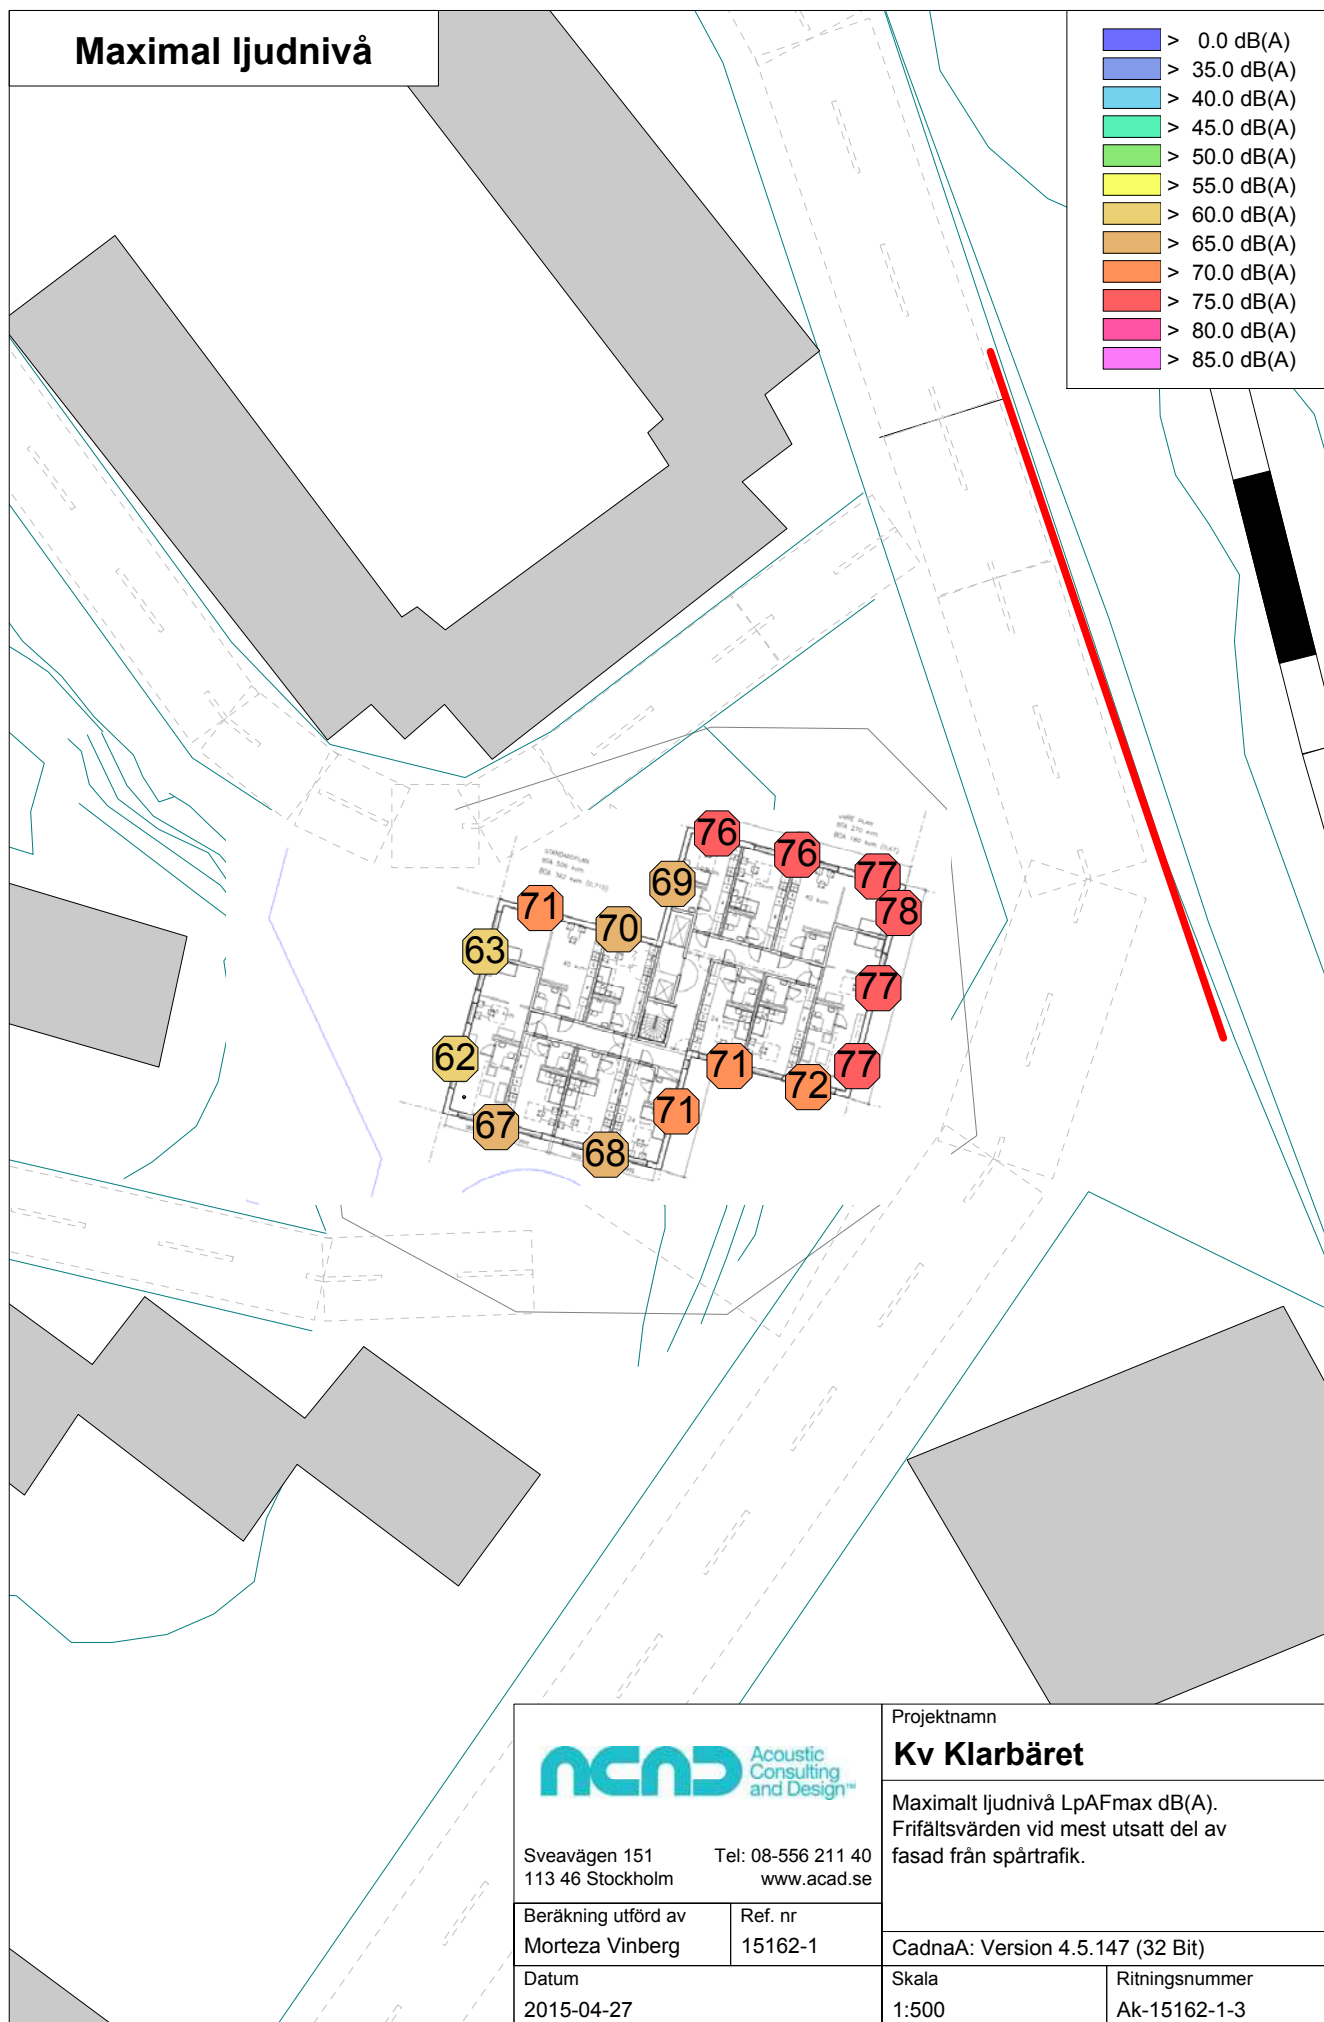 Maximal ljudnivå
> 0.0 dB(A)
> 35.0 dB(A)
> 40.0 dB(A)
> 45.0 dB(A)
> 50.0 dB(A)
> 55.0 dB(A)
> 60.0 dB(A)
> 65.0 dB(A)
> 70.0 dB(A)
> 75.0 dB(A)
> 80.0 dB(A)
> 85.0 dB(A)
STANDARDPLAN
76
76
77
69
78
71
70
63
77
62
71
77
72
71
67
68
ACAD
Acoustic
Consulting
and Design™
Sveavägen 151
113 46 Stockholm
Tel: 08-556 211 40
www.acad.se
Beräkning utförd av
Morteza Vinberg
Ref. nr
15162-1
Datum
2015-04-27
Projektnamn
Kv Klarbäret
Maximalt ljudnivå LpAFmax dB(A).
Frifältsvärden vid mest utsatt del av
fasad från spårtrafik.
CadnaA: Version 4.5.147 (32 Bit)
Skala
1:500
Ritningsnummer
Ak-15162-1-3